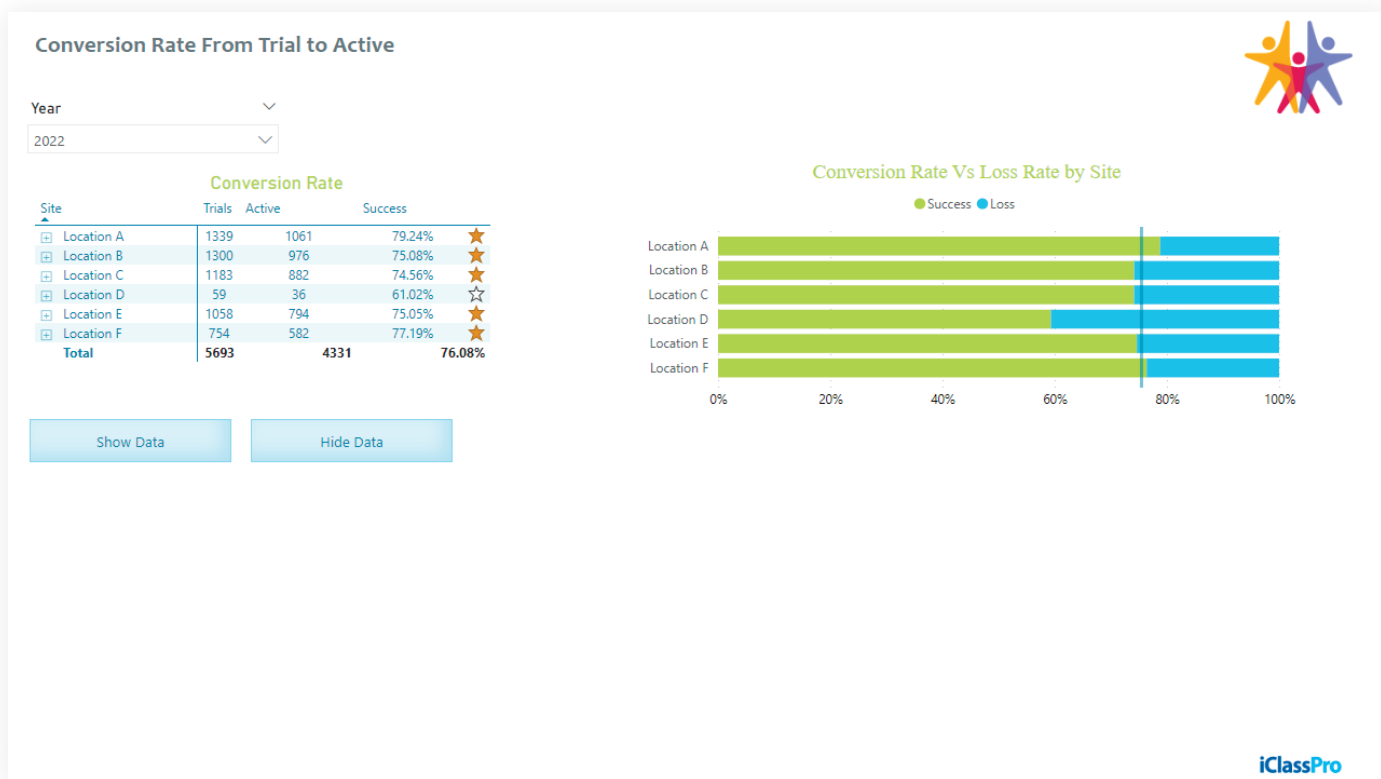 Conversion Rate From Trial to Active
Year
2022
Conversion Rate
Site Trials Active Success
Location A 1339 1061 79.24%
Location B 1300 976 75.08%
Location C 1183 882 74.56%
Location D 59 36 61.02%
Location E 1058 794 75.05%
Location F 754 582 77.19%
Total 5693 4331 76.08%
Show Data Hide Data
Conversion Rate Vs Loss Rate by Site
Success Loss
Location A
Location B
Location C
Location D
Location E
Location F
0% 20% 40% 60% 80% 100%
iClassPro